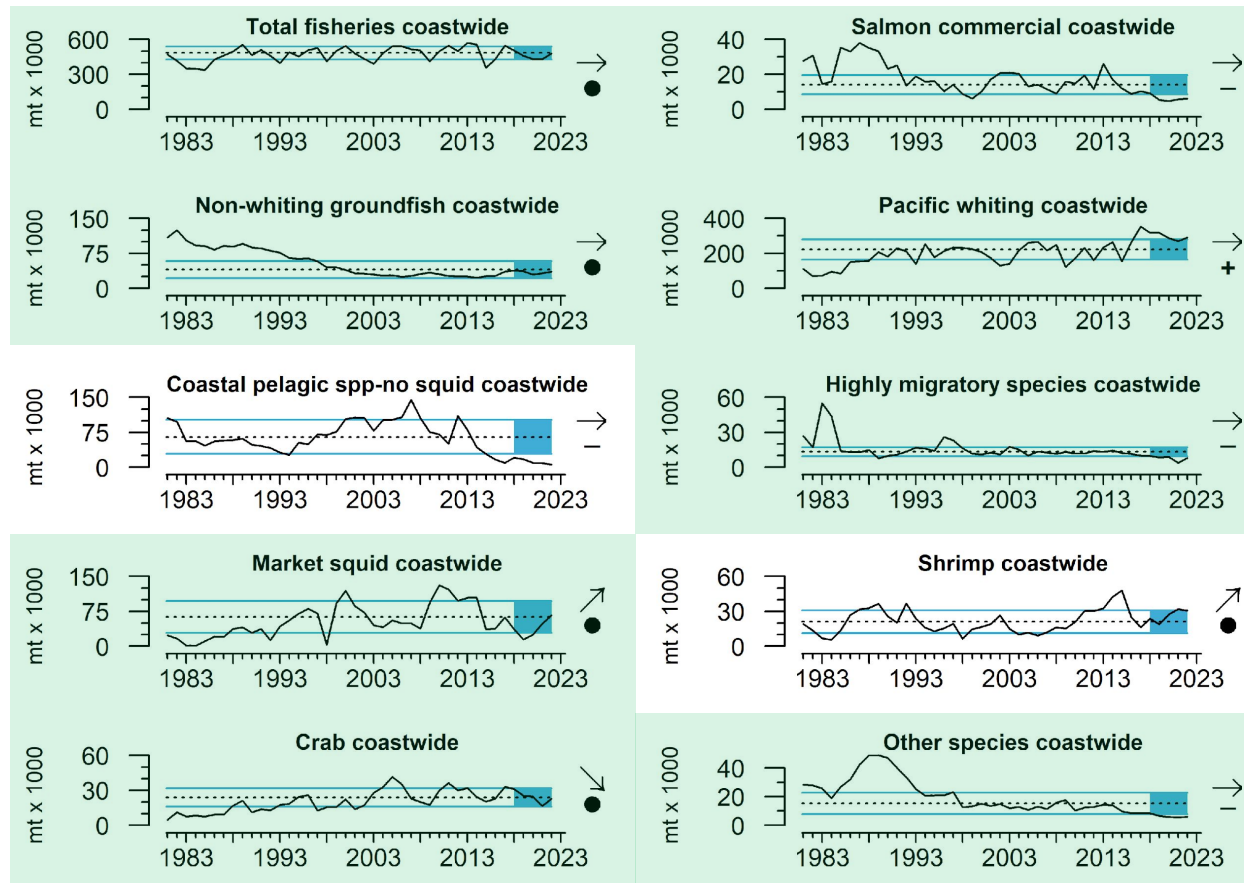 Total fisheries coastwide
mt x 1000
600
300
0
1983 1993 2003 2013 2023
Salmon commercial coastwide
mt x 1000
40
20
0
1983 1993 2003 2013 2023
–
Non-whiting groundfish coastwide
mt x 1000
150
75
0
1983 1993 2003 2013 2023
Pacific whiting coastwide
mt x 1000
400
200
0
1983 1993 2003 2013 2023
+
Coastal pelagic spp-no squid coastwide
mt x 1000
150
75
0
1983 1993 2003 2013 2023
–
Highly migratory species coastwide
mt x 1000
60
30
0
1983 1993 2003 2013 2023
–
Market squid coastwide
mt x 1000
150
75
0
1983 1993 2003 2013 2023
Shrimp coastwide
mt x 1000
60
30
0
1983 1993 2003 2013 2023
Crab coastwide
mt x 1000
60
30
0
1983 1993 2003 2013 2023
Other species coastwide
mt x 1000
40
20
0
1983 1993 2003 2013 2023
–